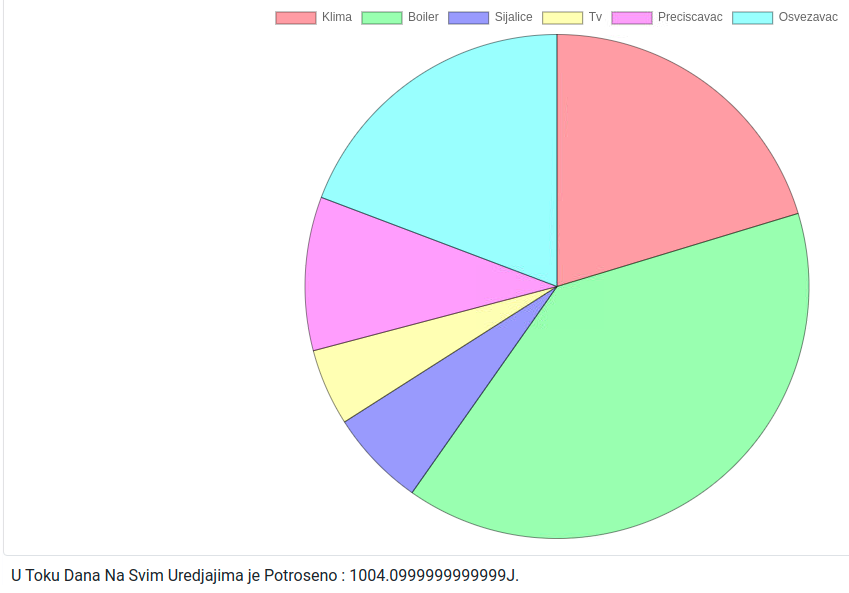 Klima Boiler Sijalice Tv Preciscavac Osvezavac
U Toku Dana Na Svim Uredjajima je Potroseno : 1004.0999999999999J.